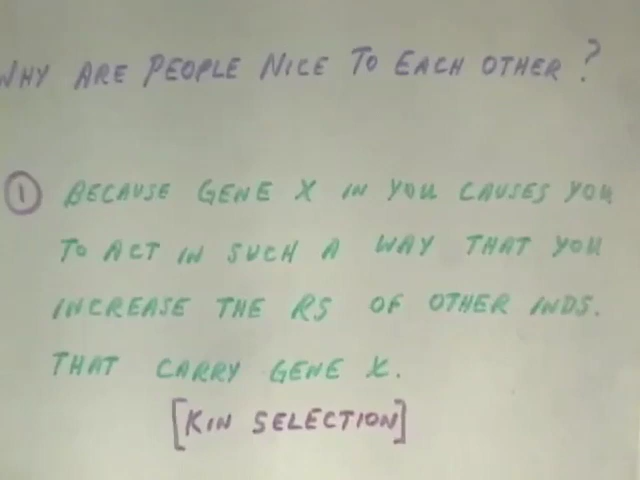 WHY ARE PEOPLE NICE TO EACH OTHER?
① BECAUSE GENE X IN YOU CAUSES YOU
TO ACT IN SUCH A WAY THAT YOU
INCREASE THE RS OF OTHER INDS.
THAT CARRY GENE X.
[KIN SELECTION]